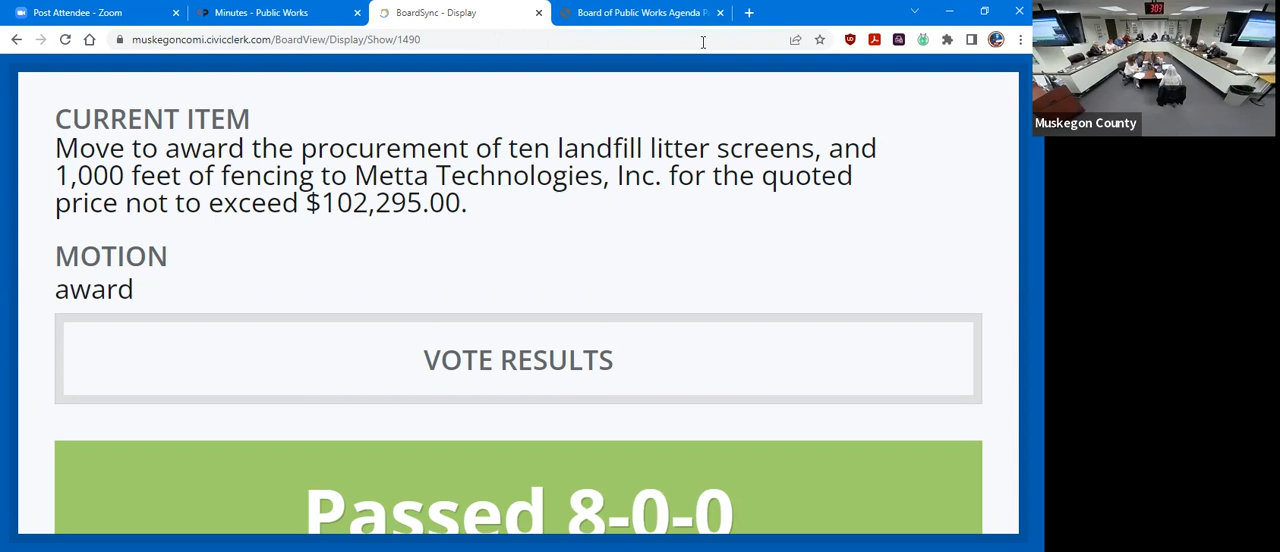 Post Attendee - Zoom
Minutes - Public Works
BoardSync - Display
Board of Public Works Agenda P
muskegoncomi.civicclerk.com/BoardView/Display/Show/1490
CURRENT ITEM
Move to award the procurement of ten landfill litter screens, and
1,000 feet of fencing to Metta Technologies, Inc. for the quoted
price not to exceed $102,295.00.
MOTION
award
VOTE RESULTS
Passed 8-0-0
3:03
Muskegon County